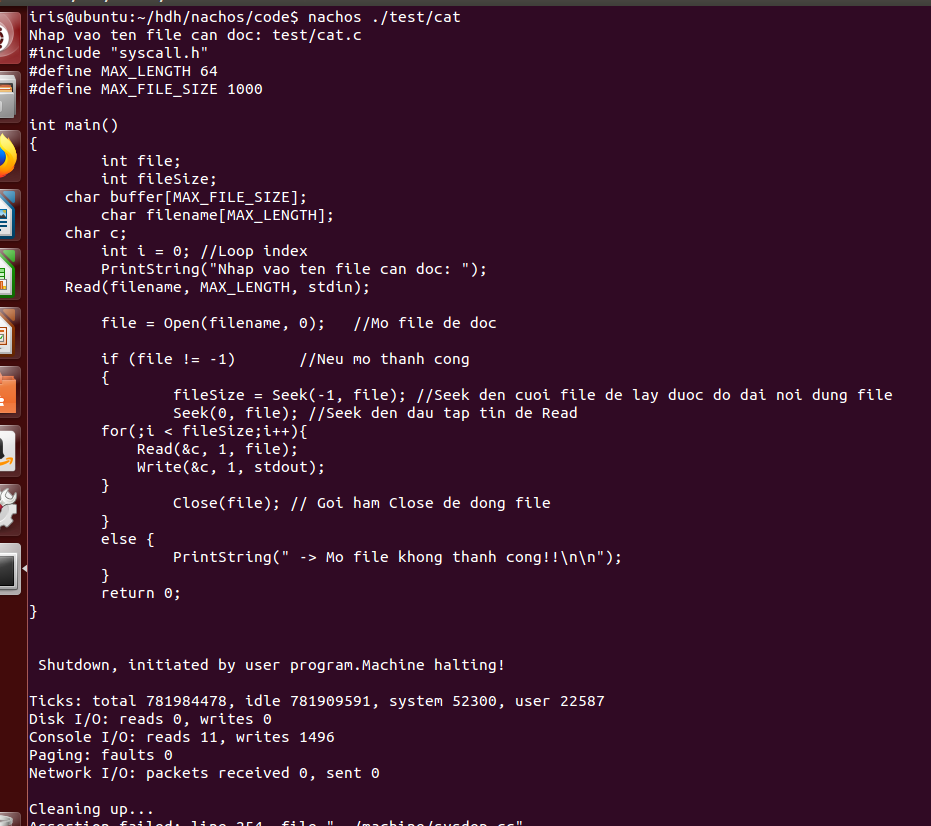 iris@ubuntu:~/hdh/nachos/code$ nachos ./test/cat
Nhap vao ten file can doc: test/cat.c
#include "syscall.h"
#define MAX_LENGTH 64
#define MAX_FILE_SIZE 1000

int main()
{
        int file;
        int fileSize;
    char buffer[MAX_FILE_SIZE];
        char filename[MAX_LENGTH];
    char c;
        int i = 0; //Loop index
        PrintString("Nhap vao ten file can doc: ");
    Read(filename, MAX_LENGTH, stdin);

        file = Open(filename, 0);   //Mo file de doc

        if (file != -1)       //Neu mo thanh cong
        {
                fileSize = Seek(-1, file); //Seek den cuoi file de lay duoc do dai noi dung file
                Seek(0, file); //Seek den dau tap tin de Read
        for(;i < fileSize;i++){
            Read(&c, 1, file);
            Write(&c, 1, stdout);
        }
                Close(file); // Goi ham Close de dong file
        }
        else {
                PrintString(" -> Mo file khong thanh cong!!\n\n");
        }
        return 0;
}

 Shutdown, initiated by user program.Machine halting!

Ticks: total 781984478, idle 781909591, system 52300, user 22587
Disk I/O: reads 0, writes 0
Console I/O: reads 11, writes 1496
Paging: faults 0
Network I/O: packets received 0, sent 0

Cleaning up...
Assertion failed: line 254, file "../machine/sysdep.cc"